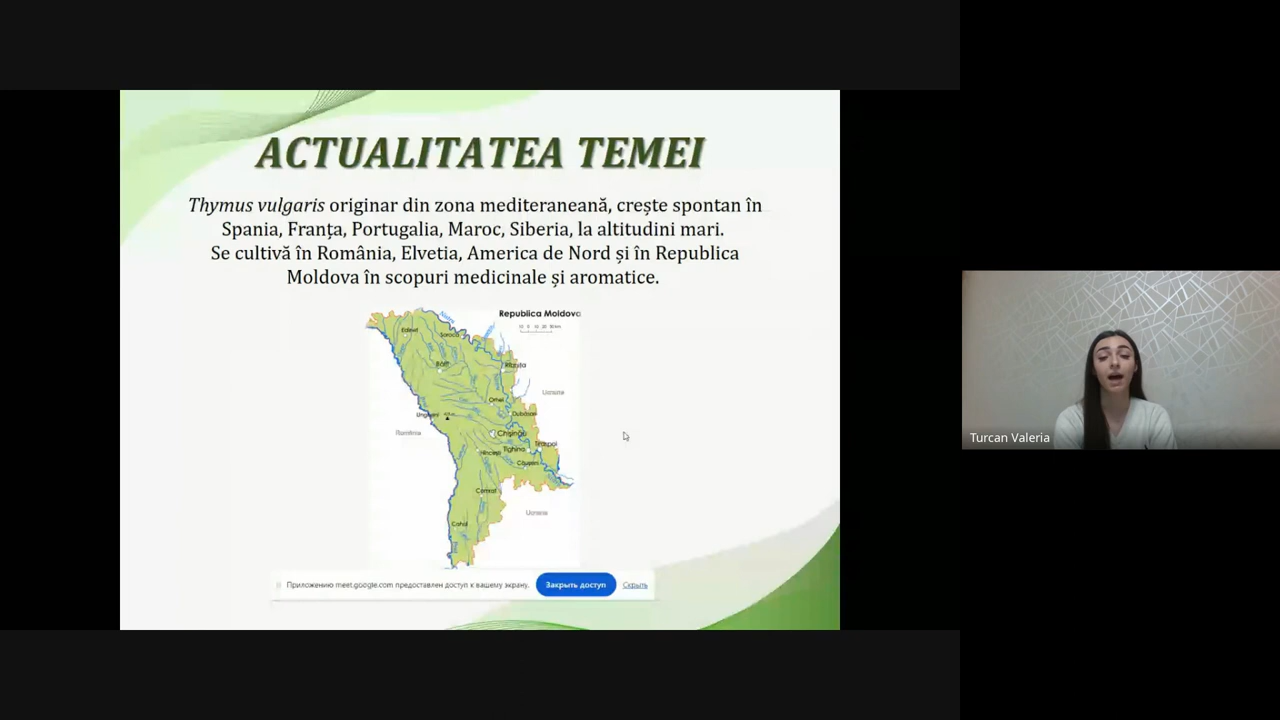 ACTUALITATEA TEMEI
Thymus vulgaris originar din zona mediteraneană, crește spontan în
Spania, Franța, Portugalia, Maroc, Siberia, la altitudini mari.
Se cultivă în România, Elvetia, America de Nord și în Republica
Moldova în scopuri medicinale și aromatice.
Republica Moldova
Edineț
Soroca
Bălți
Rîbnița
Ucraina
Orhei
Dubăsari
Ungheni
România
Chișinău
Tiraspol
Tighina
Hîncești
Căușeni
Comrat
Ucraina
Cahul
Приложению meet.google.com предоставлен доступ к вашему экрану.
Закрыть доступ
Скрыть
Turcan Valeria